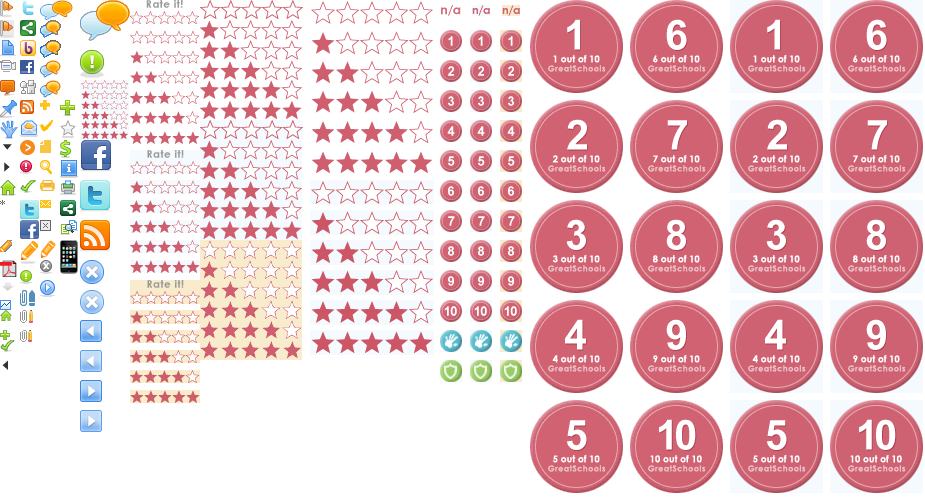 Rate it!
Rate it!
Rate it!
n/a n/a n/a
1 1 1
2 2 2
3 3 3
4 4 4
5 5 5
6 6 6
7 7 7
8 8 8
9 9 9
10 10 10
1
1 out of 10
GreatSchools
6
6 out of 10
GreatSchools
1
1 out of 10
GreatSchools
6
6 out of 10
GreatSchools
2
2 out of 10
GreatSchools
7
7 out of 10
GreatSchools
2
2 out of 10
GreatSchools
7
7 out of 10
GreatSchools
3
3 out of 10
GreatSchools
8
8 out of 10
GreatSchools
3
3 out of 10
GreatSchools
8
8 out of 10
GreatSchools
4
4 out of 10
GreatSchools
9
9 out of 10
GreatSchools
4
4 out of 10
GreatSchools
9
9 out of 10
GreatSchools
5
5 out of 10
GreatSchools
10
10 out of 10
GreatSchools
5
5 out of 10
GreatSchools
10
10 out of 10
GreatSchools